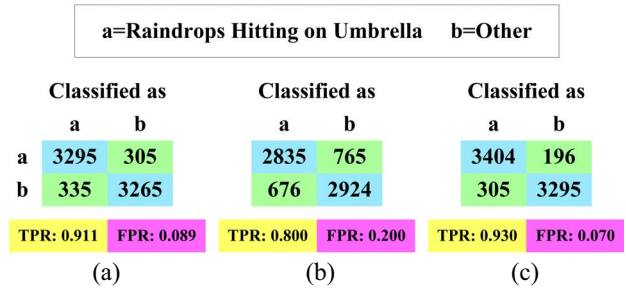 a=Raindrops Hitting on Umbrella b=Other
Classified as Classified as Classified as
a b a b a b
a 3295 305 2835 765 3404 196
b 335 3265 676 2924 305 3295
TPR: 0.911 FPR: 0.089 TPR: 0.800 FPR: 0.200 TPR: 0.930 FPR: 0.070
(a) (b) (c)